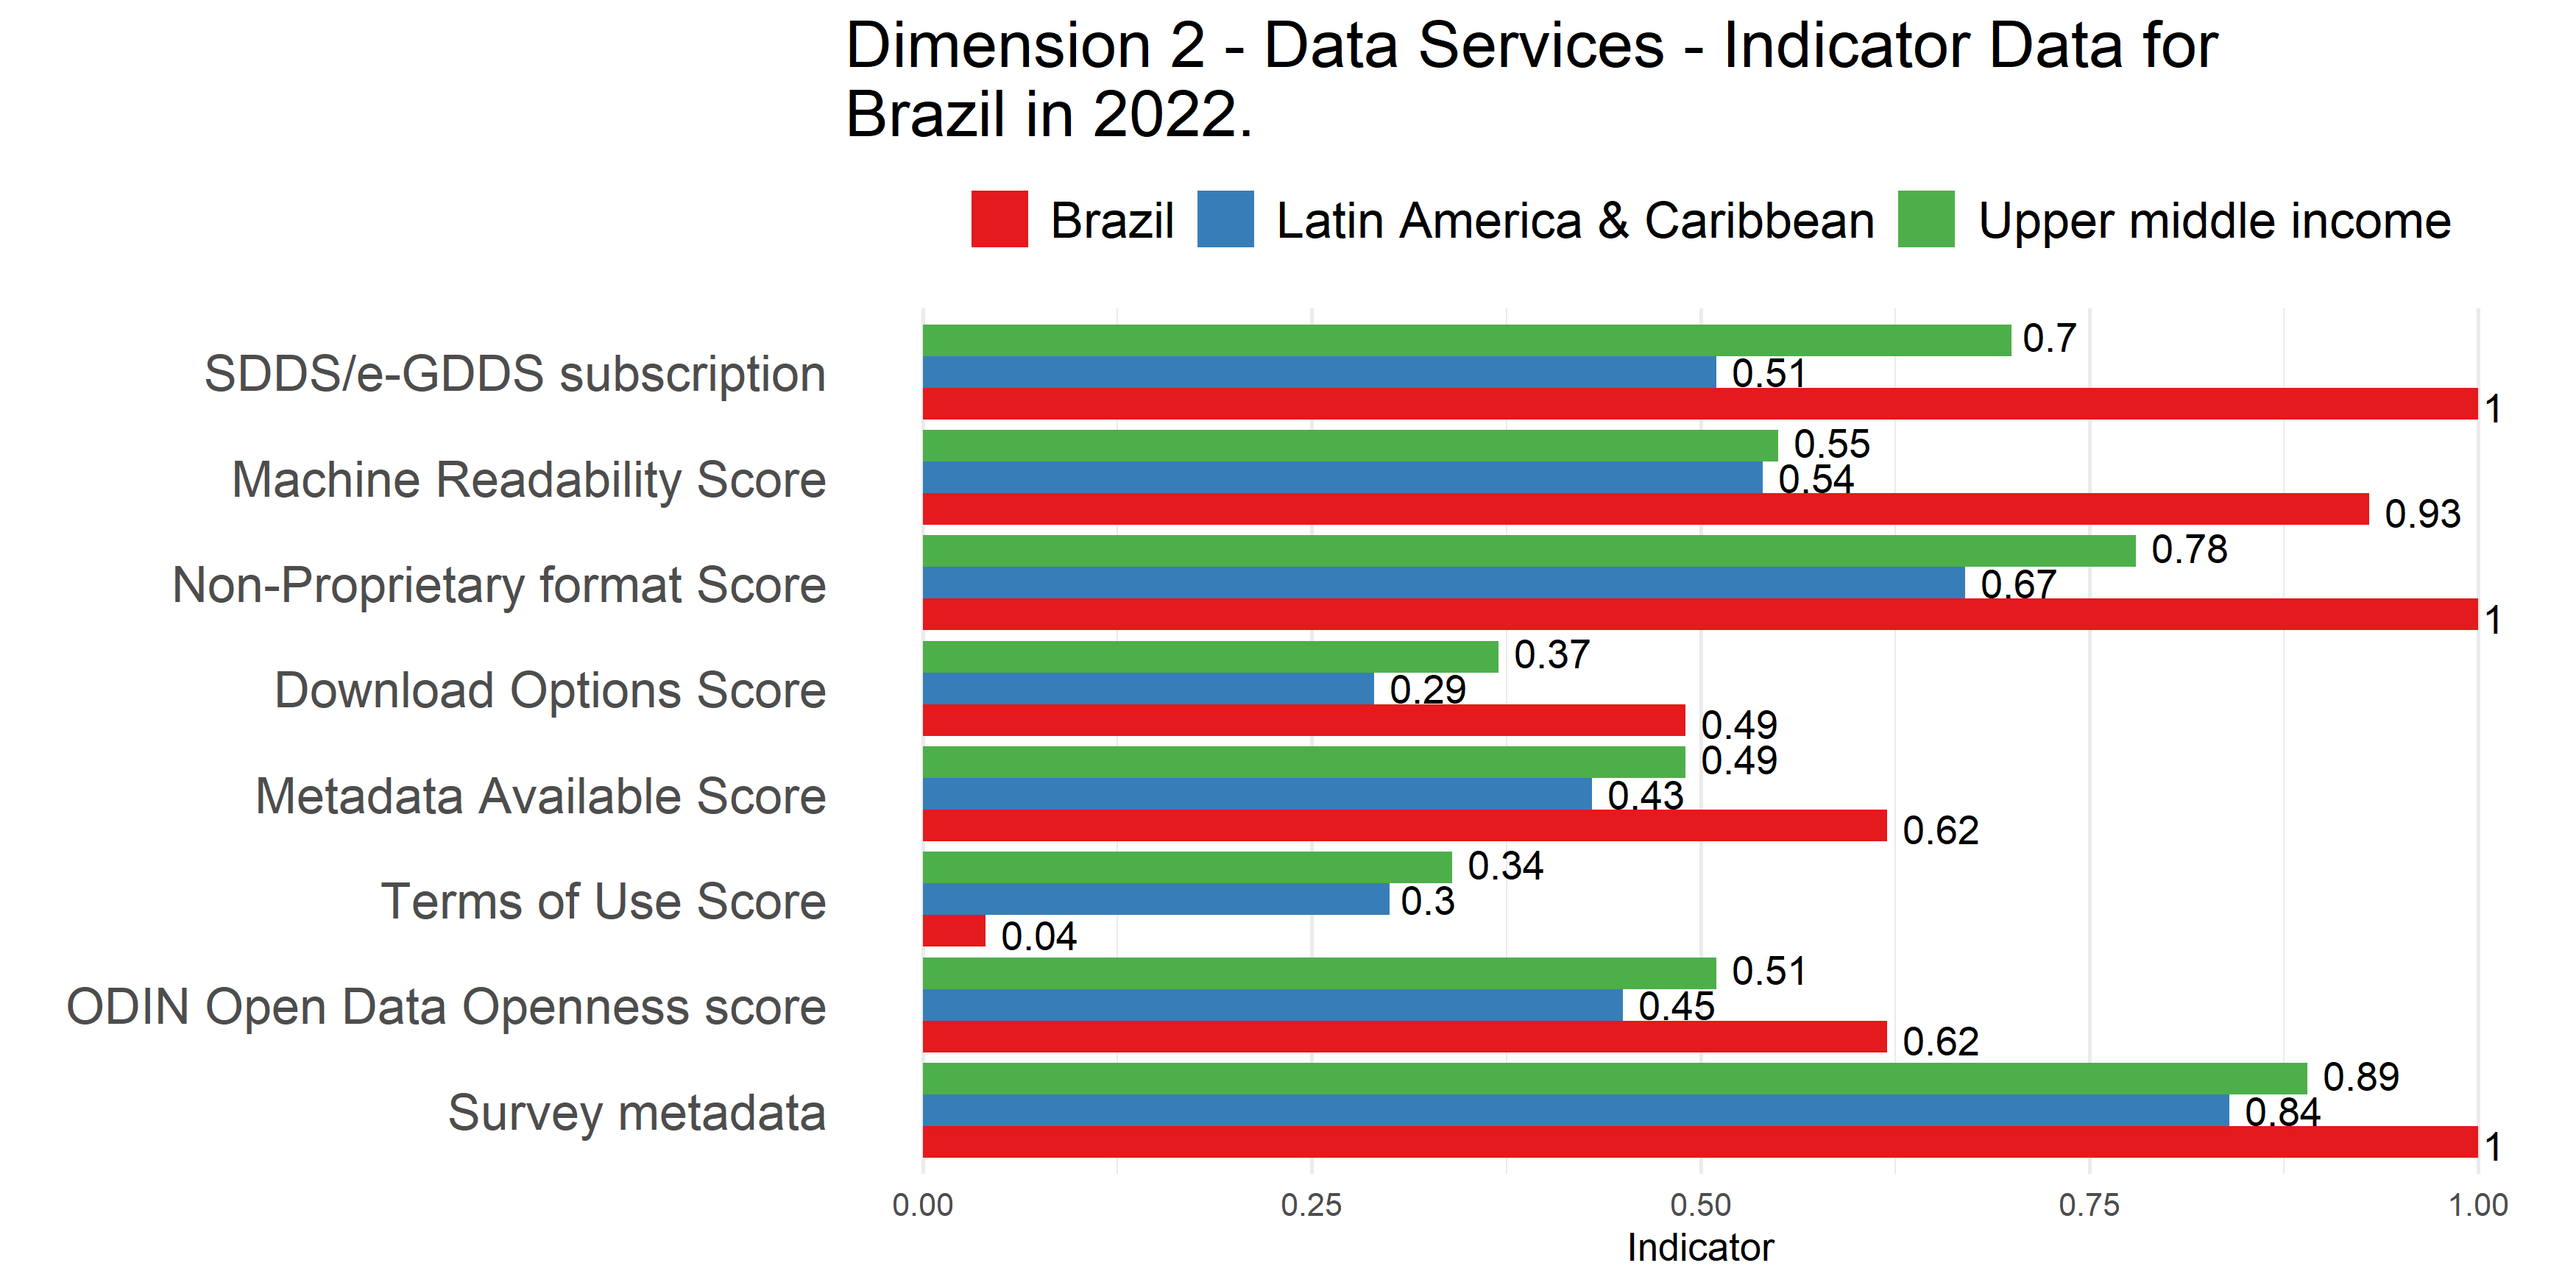 Dimension 2 - Data Services - Indicator Data for
Brazil in 2022.
Brazil Latin America & Caribbean Upper middle income
SDDS/e-GDDS subscription
0.7
0.51
1
Machine Readability Score
0.55
0.54
0.93
Non-Proprietary format Score
0.78
0.67
1
Download Options Score
0.37
0.29
0.49
Metadata Available Score
0.49
0.43
0.62
Terms of Use Score
0.34
0.3
0.04
ODIN Open Data Openness score
0.51
0.45
0.62
Survey metadata
0.89
0.84
1
0.00 0.25 0.50 0.75 1.00
Indicator